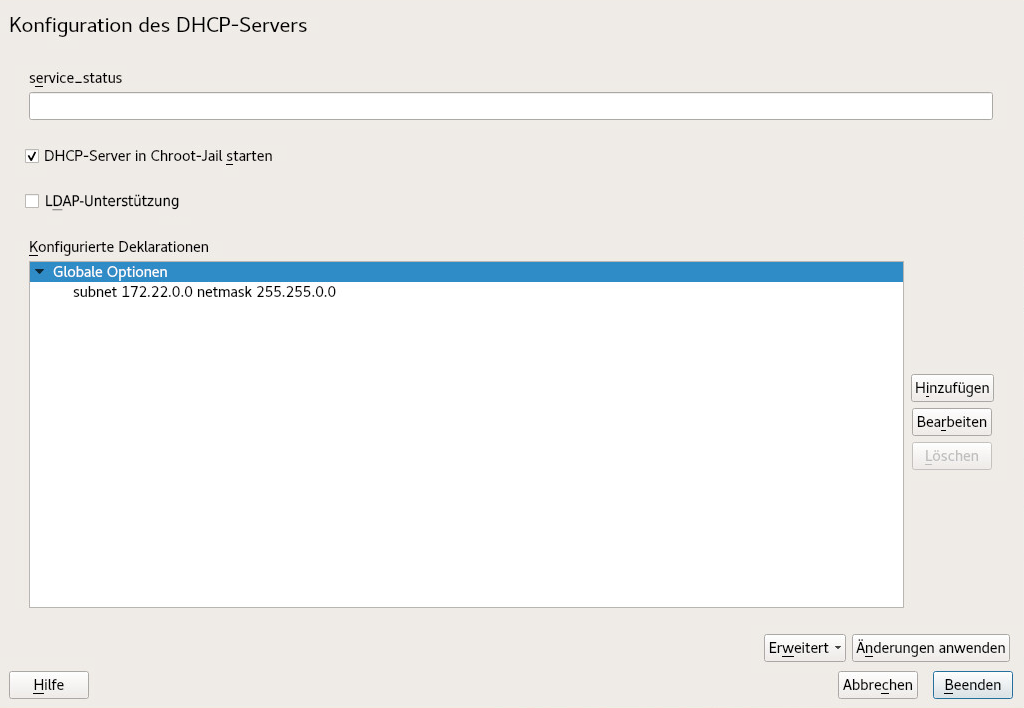 Konfiguration des DHCP-Servers
service_status
DHCP-Server in Chroot-Jail starten
LDAP-Unterstützung
Konfigurierte Deklarationen
Globale Optionen
subnet 172.22.0.0 netmask 255.255.0.0
Hinzufügen
Bearbeiten
Löschen
Erweitert
Änderungen anwenden
Hilfe
Abbrechen
Beenden